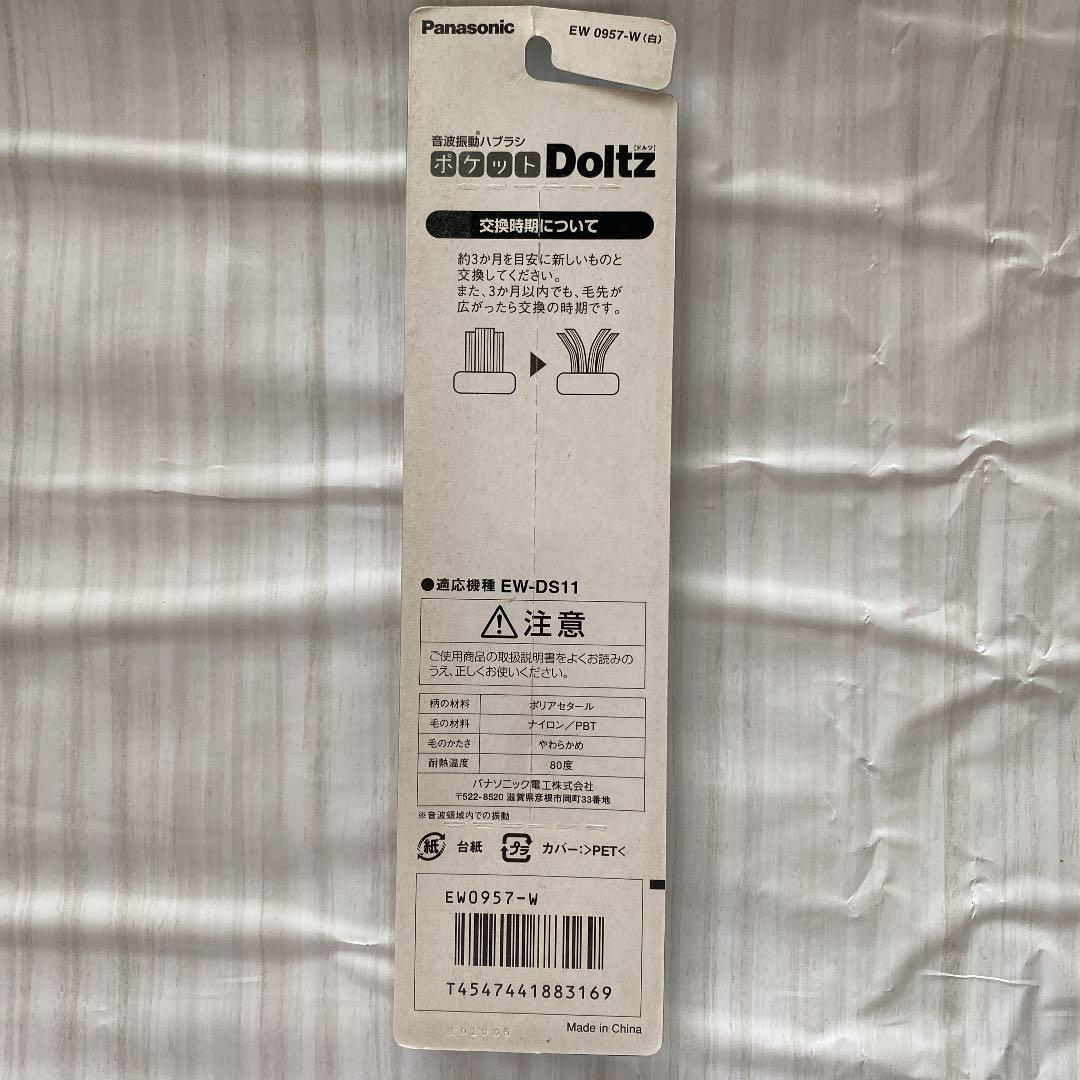 Panasonic
EW 0957-W(白)
音波振動※ハブラシ
ポケットDoltz
[ドルツ]
交換時期について
約3か月を目安に新しいものと
交換してください。
また、3か月以内でも、毛先が
広がったら交換の時期です。
●適応機種 EW-DS11
注意
ご使用商品の取扱説明書をよくお読みの
うえ、正しくお使いください。
柄の材料 ポリアセタール
毛の材料 ナイロン/PBT
毛のかたさ やわらかめ
耐熱温度 80度
パナソニック電工株式会社
〒522-8520 滋賀県彦根市岡町33番地
※音波領域内での振動
紙 台紙 プラ カバー:>PET<
EW0957-W
T4547441883169
101005
Made in China